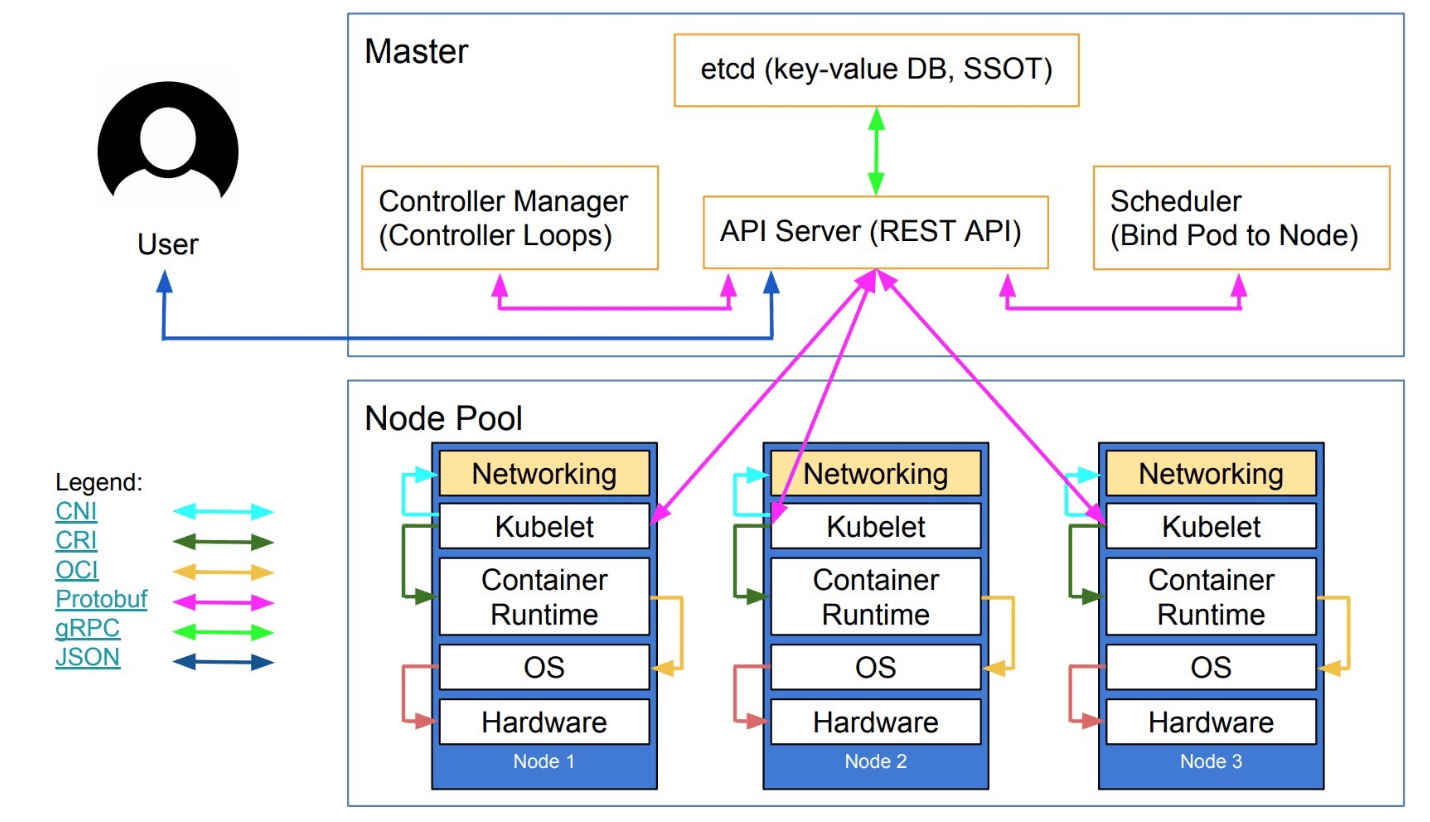 Master
etcd (key-value DB, SSOT)
Controller Manager
(Controller Loops)
API Server (REST API)
Scheduler
(Bind Pod to Node)
User
Node Pool
Networking
Kubelet
Container
Runtime
OS
Hardware
Node 1
Networking
Kubelet
Container
Runtime
OS
Hardware
Node 2
Networking
Kubelet
Container
Runtime
OS
Hardware
Node 3
Legend:
CNI
CRI
OCI
Protobuf
gRPC
JSON